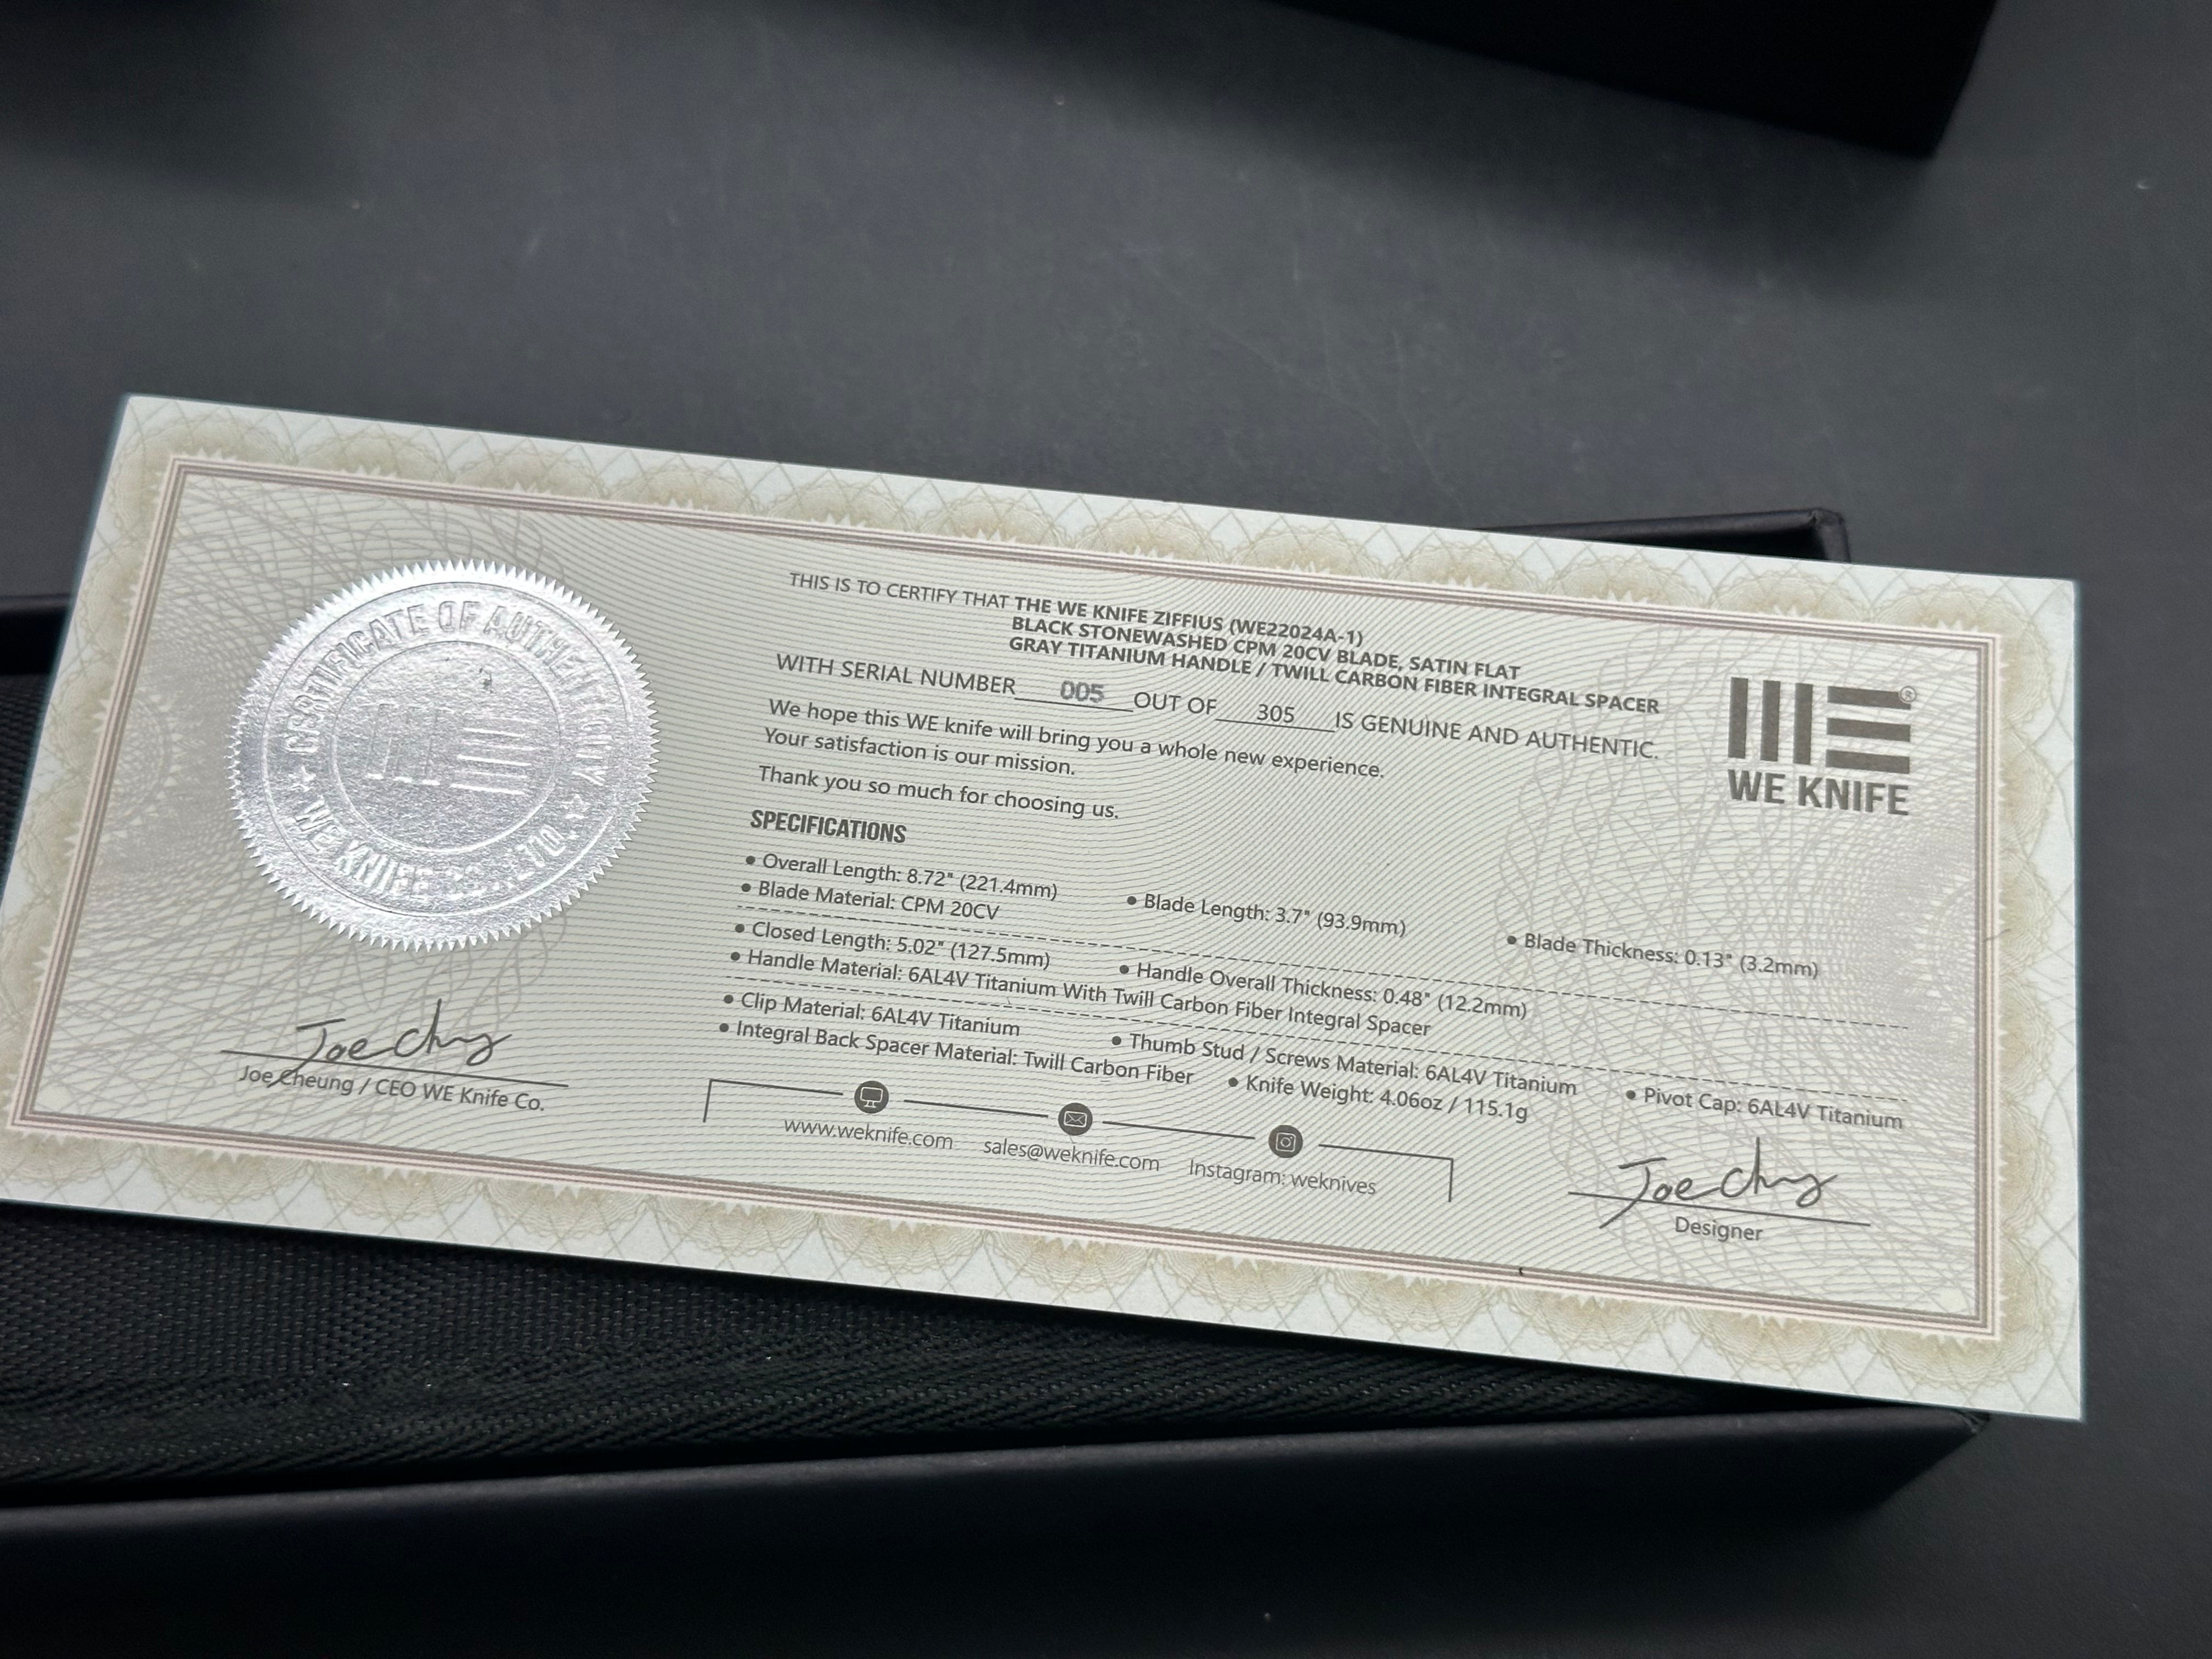 CERTIFICATE OF AUTHENTICITY
WE KNIFE CO., LTD.
THIS IS TO CERTIFY THAT THE WE KNIFE ZIFFIUS (WE22024A-1)
BLACK STONEWASHED CPM 20CV BLADE, SATIN FLAT
GRAY TITANIUM HANDLE / TWILL CARBON FIBER INTEGRAL SPACER
WITH SERIAL NUMBER 005 OUT OF 305 IS GENUINE AND AUTHENTIC.
We hope this WE knife will bring you a whole new experience.
Your satisfaction is our mission.
Thank you so much for choosing us.
WE ®
WE KNIFE
SPECIFICATIONS
• Overall Length: 8.72" (221.4mm) • Blade Length: 3.7" (93.9mm) • Blade Thickness: 0.13" (3.2mm)
• Blade Material: CPM 20CV
• Closed Length: 5.02" (127.5mm) • Handle Overall Thickness: 0.48" (12.2mm)
• Handle Material: 6AL4V Titanium With Twill Carbon Fiber Integral Spacer
• Clip Material: 6AL4V Titanium • Thumb Stud / Screws Material: 6AL4V Titanium • Pivot Cap: 6AL4V Titanium
• Integral Back Spacer Material: Twill Carbon Fiber • Knife Weight: 4.06oz / 115.1g
Joe Cheung / CEO WE Knife Co.
www.weknife.com
sales@weknife.com
Instagram: weknives
Designer